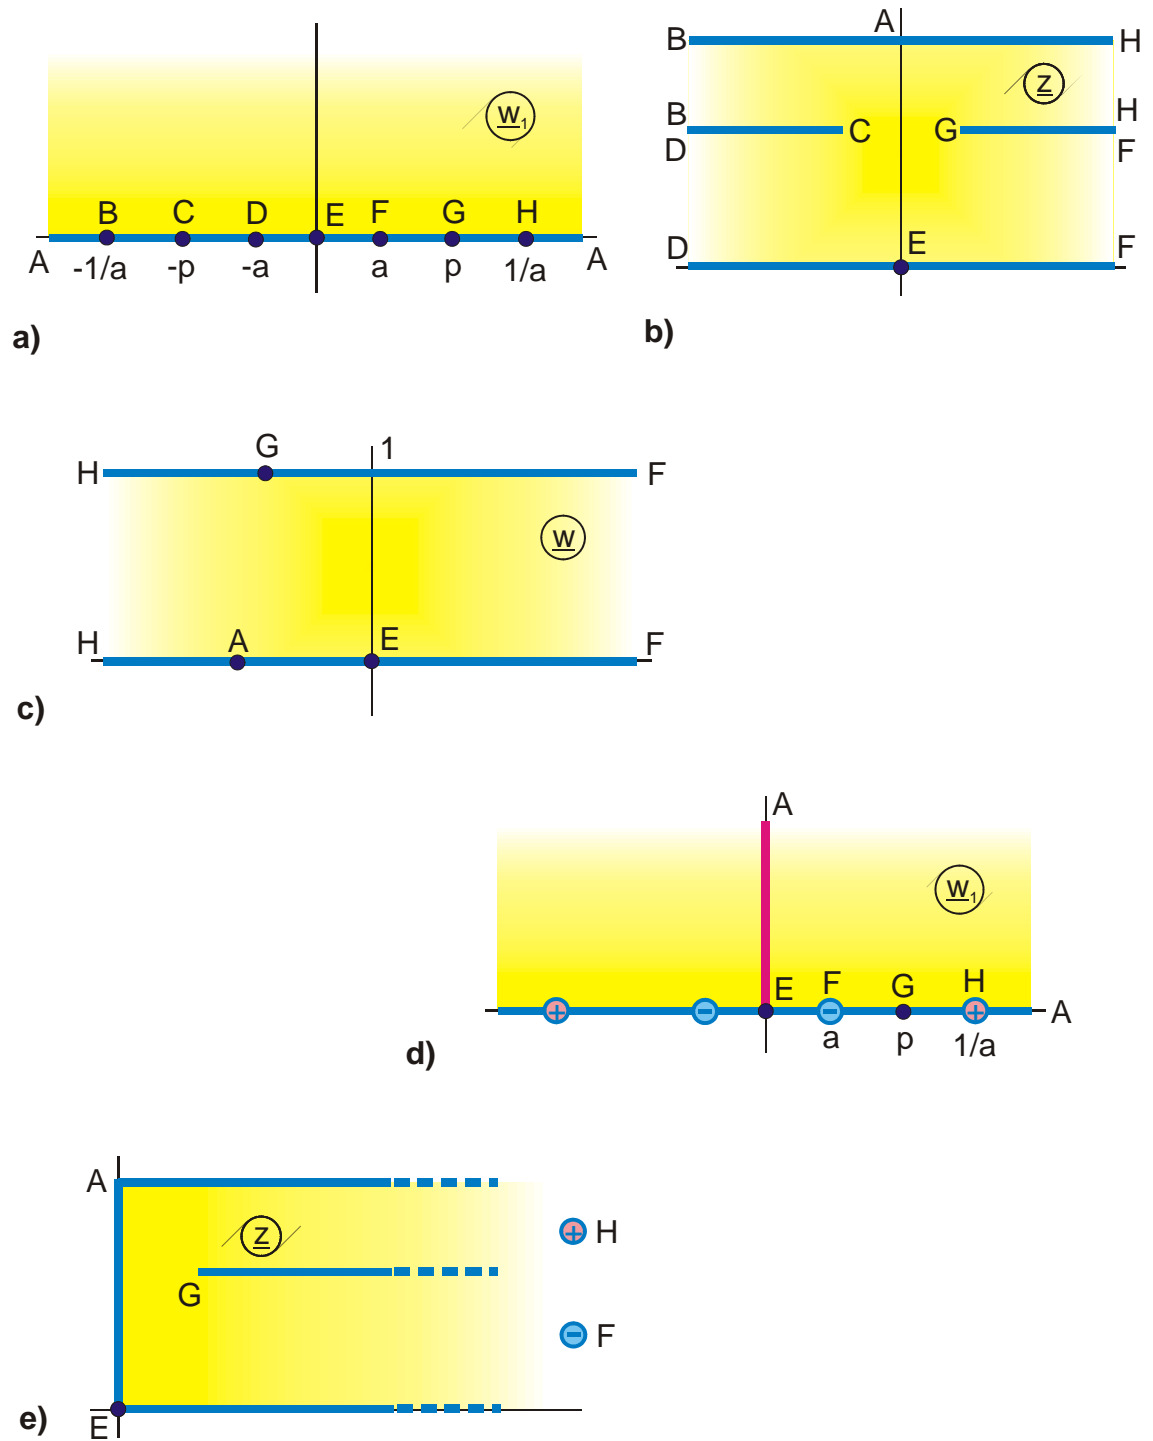 w₁
B C D E F G H
A -1/a -p -a a p 1/a A
a)
A
B H
z
B C G H
D F
E
D F
b)
G 1
H F
w
A E
H F
c)
A
w₁
E F G H
+ - - + A
a p 1/a
d)
A
z
+ H
G
- F
E
e)